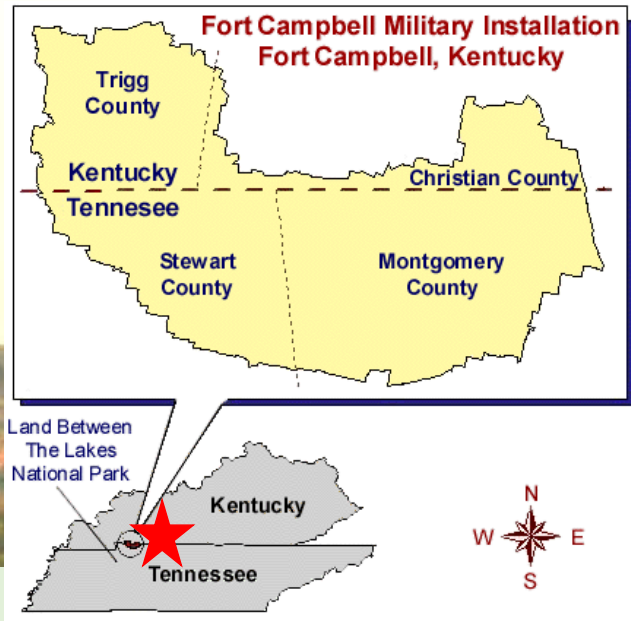 Fort Campbell Military Installation
Fort Campbell, Kentucky
Trigg
County
Kentucky
Christian County
Tennesee
Stewart
County
Montgomery
County
Land Between
The Lakes
National Park
Kentucky
Tennessee
N
W
E
S